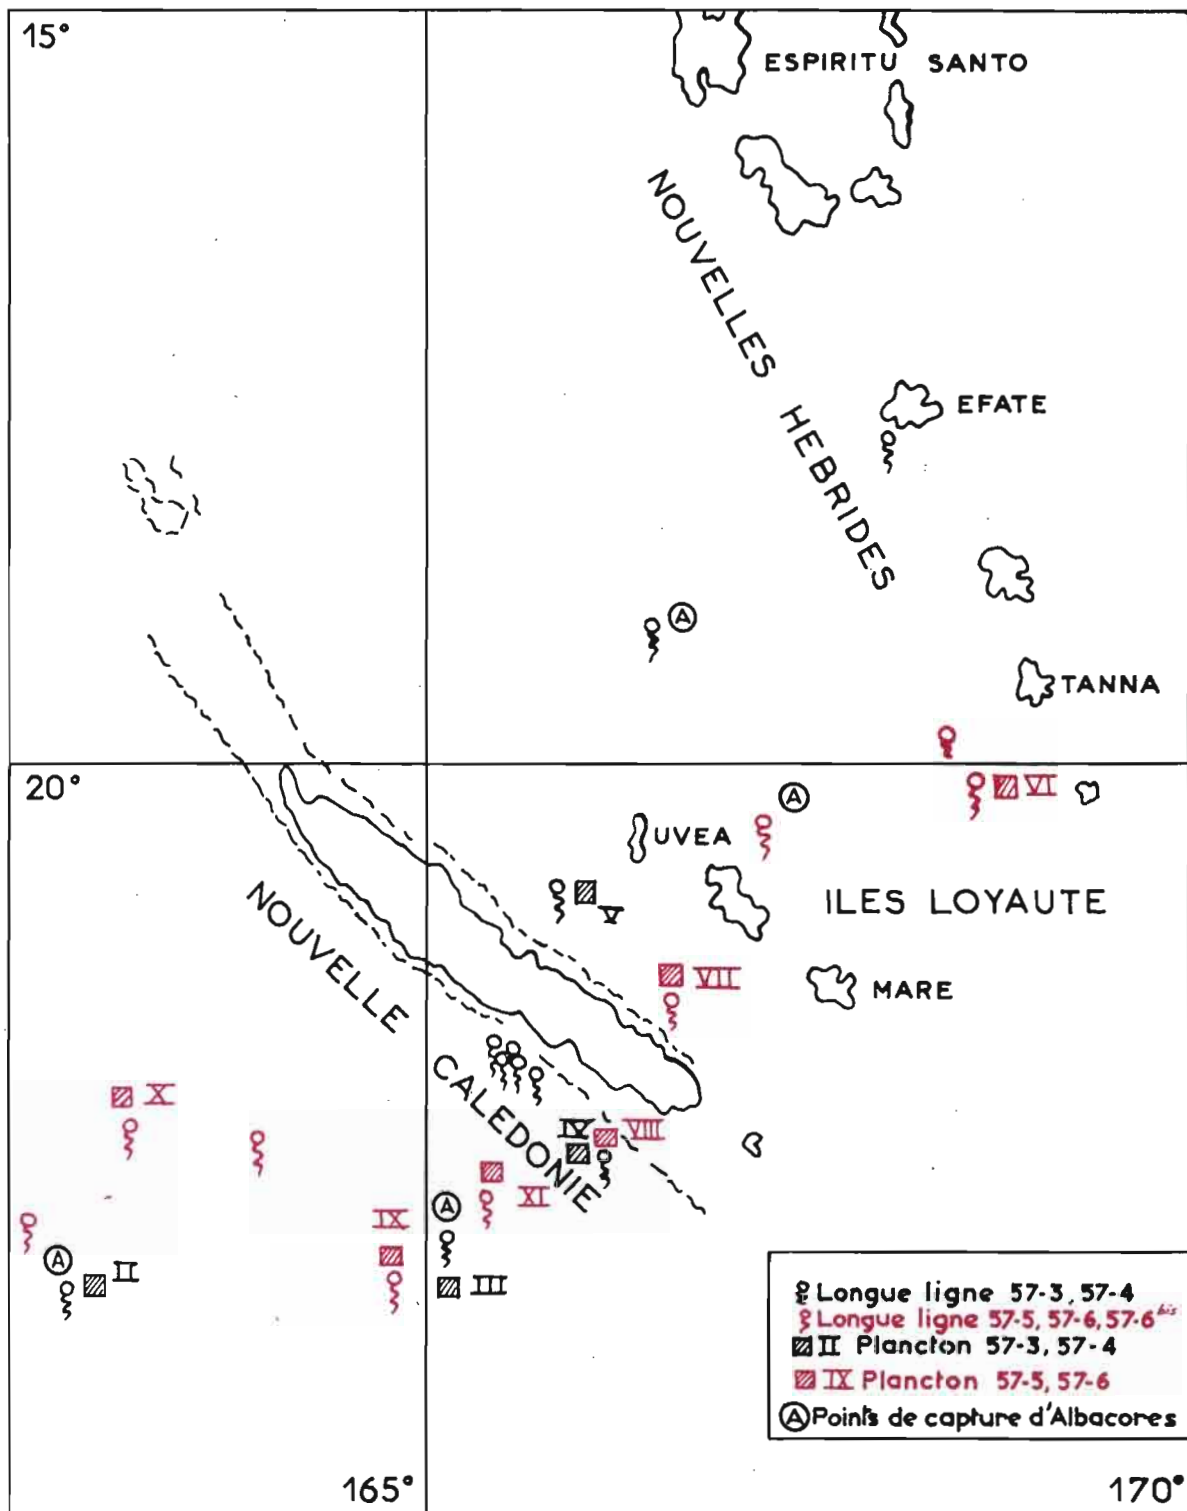 15°
ESPIRITU SANTO
NOUVELLES HEBRIDES
EFATE
A
TANNA
20°
A
VI
UVEA
ILES LOYAUTE
V
VII
MARE
NOUVELLE CALEDONIE
X
IV
VIII
XI
IX
A
A
II
III
Longue ligne 57-3, 57-4
Longue ligne 57-5, 57-6, 57-6 bis
II Plancton 57-3, 57-4
IX Plancton 57-5, 57-6
A Points de capture d'Albacores
165°
170°